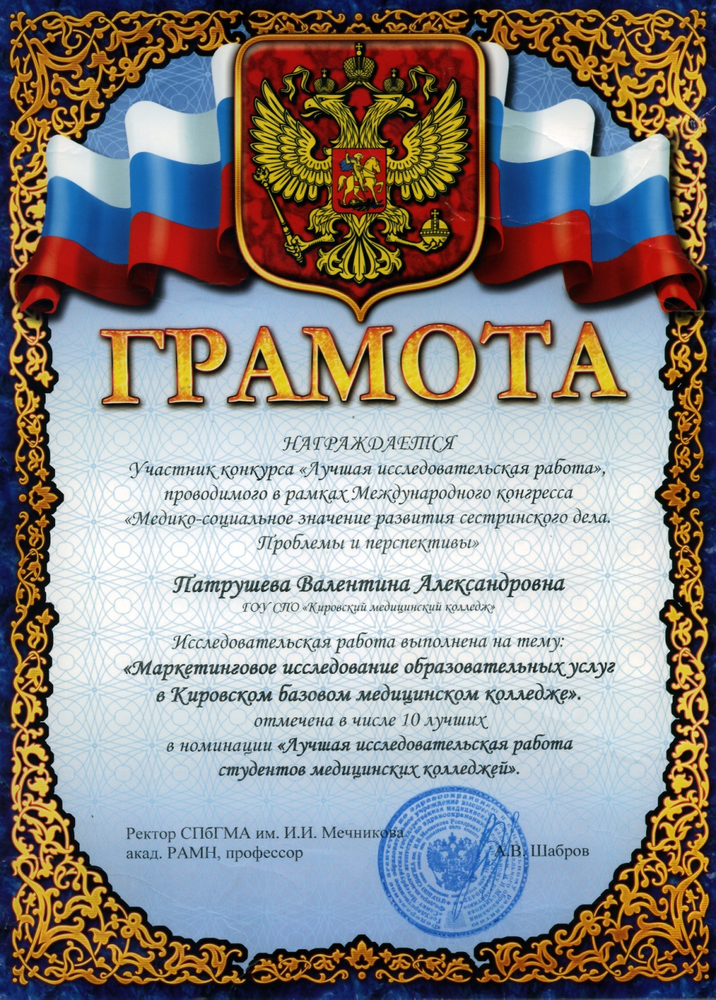 ГРАМОТА
НАГРАЖДАЕТСЯ
Участник конкурса «Лучшая исследовательская работа»,
проводимого в рамках Международного конгресса
«Медико-социальное значение развития сестринского дела.
Проблемы и перспективы»
Патрушева Валентина Александровна
ГОУ СПО «Кировский медицинский колледж»
Исследовательская работа выполнена на тему:
«Маркетинговое исследование образовательных услуг
в Кировском базовом медицинском колледже».
отмечена в числе 10 лучших
в номинации «Лучшая исследовательская работа
студентов медицинских колледжей».
Ректор СПбГМА им. И.И. Мечникова
акад. РАМН, профессор А.В. Шабров